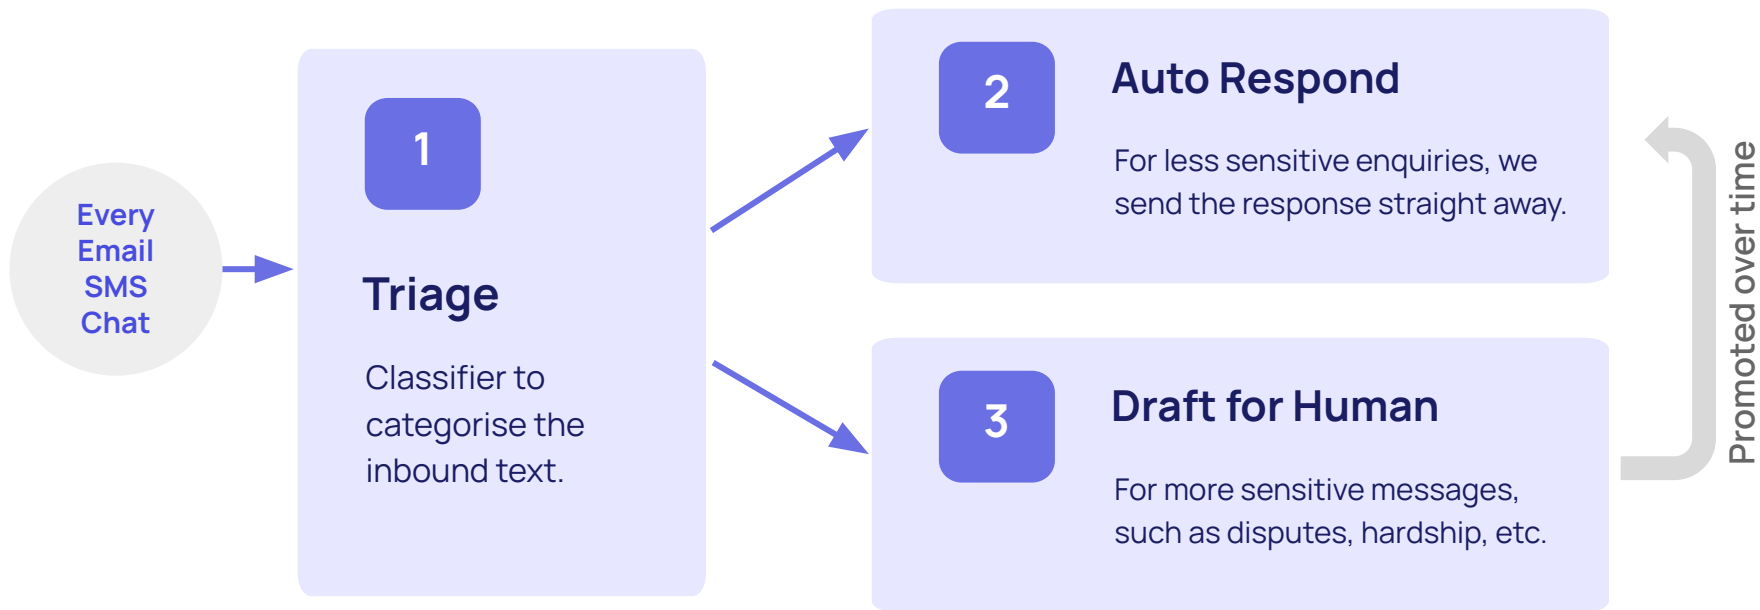 Every
Email
SMS
Chat
1
Triage
Classifier to
categorise the
inbound text.
2
Auto Respond
For less sensitive enquiries, we
send the response straight away.
3
Draft for Human
For more sensitive messages,
such as disputes, hardship, etc.
Promoted over time